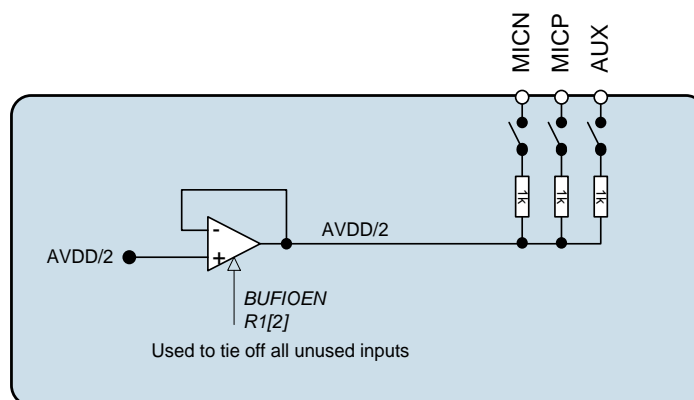 MICN
MICP
AUX
1k
1k
1k
-
AVDD/2
AVDD/2
+
BUFIOEN
R1[2]
Used to tie off all unused inputs